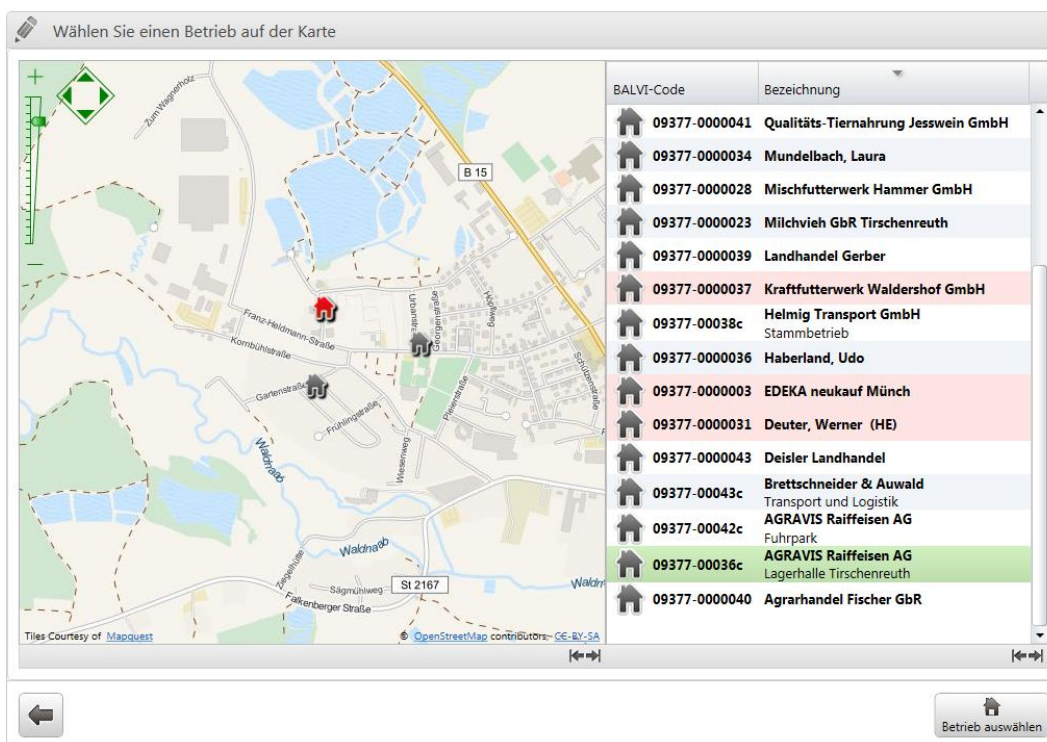 Wählen Sie einen Betrieb auf der Karte
Zum Wagnerholz
B 15
Franz-Heldmann-Straße
Kornbühlstraße
Gartenstraße
Frühlingstraße
Urbanstr
Georgenstraße
Höpflweg
Schützenstraße
Pleierstraße
Wiesenweg
Waldnaab
Waldnaab
Waldn
Ziegelhütte
Sägmühlweg
St 2167
Falkenberger Straße
Tiles Courtesy of Mapquest
© OpenStreetMap contributors, CC-BY-SA
BALVI-Code Bezeichnung
09377-0000041 Qualitäts-Tiernahrung Jesswein GmbH
09377-0000034 Mundelbach, Laura
09377-0000028 Mischfutterwerk Hammer GmbH
09377-0000023 Milchvieh GbR Tirschenreuth
09377-0000039 Landhandel Gerber
09377-0000037 Kraftfutterwerk Waldershof GmbH
09377-00038c Helmig Transport GmbH
Stammbetrieb
09377-0000036 Haberland, Udo
09377-0000003 EDEKA neukauf Münch
09377-0000031 Deuter, Werner (HE)
09377-0000043 Deisler Landhandel
09377-00043c Brettschneider & Auwald
Transport und Logistik
09377-00042c AGRAVIS Raiffeisen AG
Fuhrpark
09377-00036c AGRAVIS Raiffeisen AG
Lagerhalle Tirschenreuth
09377-0000040 Agrarhandel Fischer GbR
Betrieb auswählen